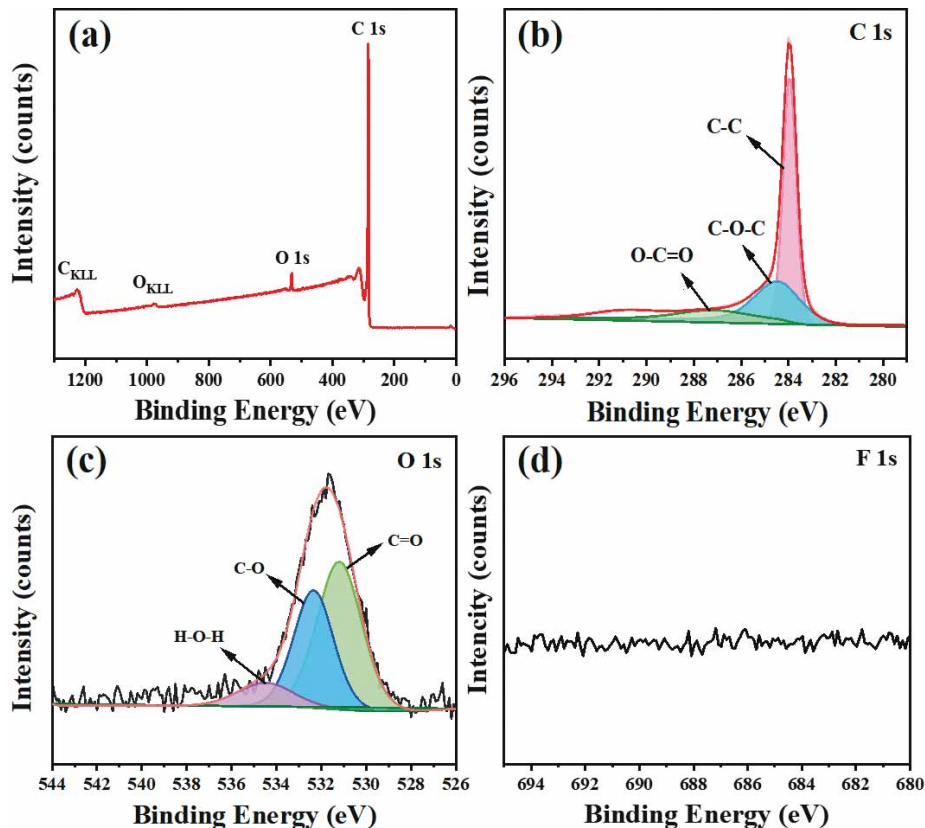 (a)
C 1s
C_KLL
O_KLL
O 1s
Intensity (counts)
1200 1000 800 600 400 200 0
Binding Energy (eV)
(b)
C 1s
C-C
C-O-C
O-C=O
Intensity (counts)
296 294 292 290 288 286 284 282 280
Binding Energy (eV)
(c)
O 1s
C=O
C-O
H-O-H
Intensity (counts)
544 542 540 538 536 534 532 530 528 526
Binding Energy (eV)
(d)
F 1s
Intencity (counts)
694 692 690 688 686 684 682 680
Binding Energy (eV)